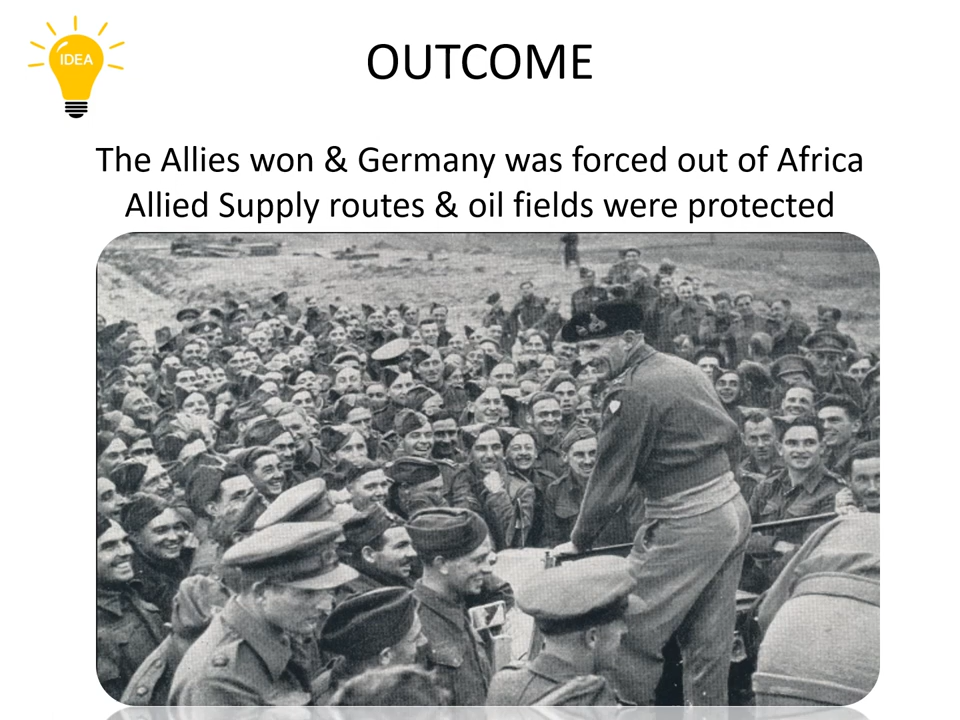 IDEA
OUTCOME
The Allies won & Germany was forced out of Africa
Allied Supply routes & oil fields were protected